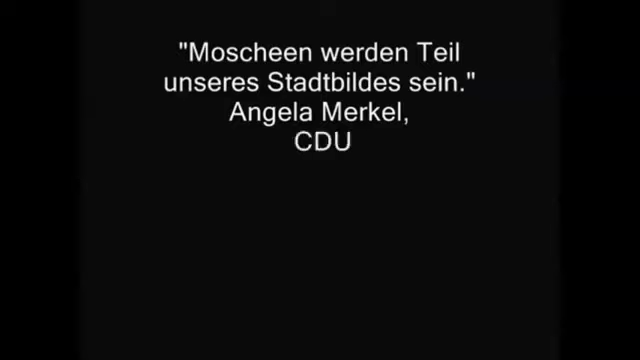 "Moscheen werden Teil
unseres Stadtbildes sein."
Angela Merkel,
CDU